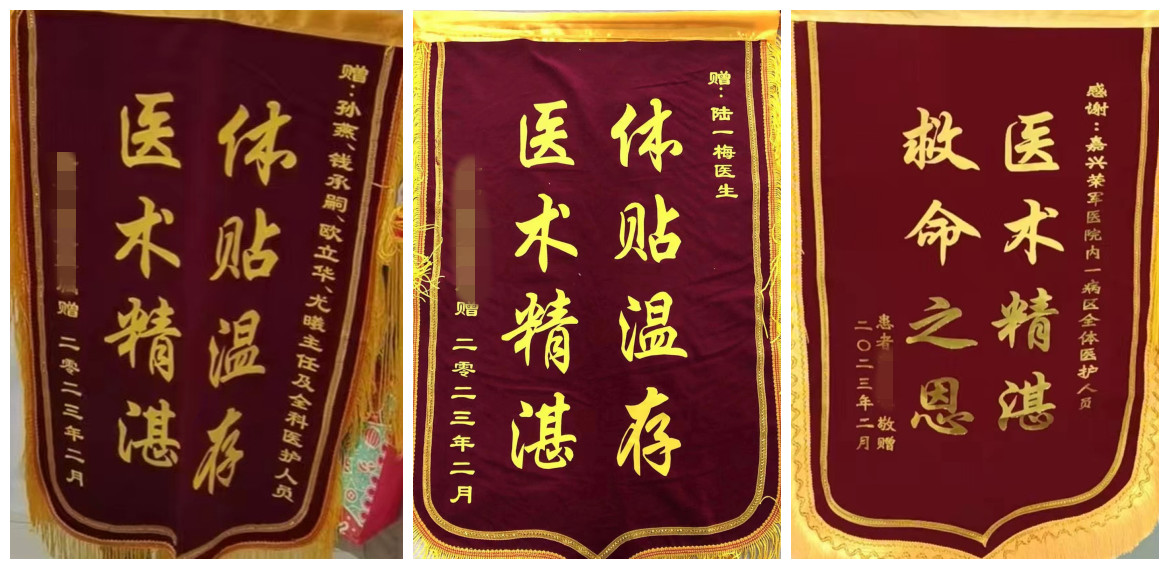 赠：孙燕、钱承嗣、欧立华、尤曦主任及全科医护人员
体贴温存
医术精湛
赠 二零二三年二月
赠：陆一梅医生
体贴温存
医术精湛
赠 二零二三年二月
感谢：嘉兴荣军医院内一病区全体医护人员
医术精湛
救命之恩
患者 敬赠
二〇二三年二月